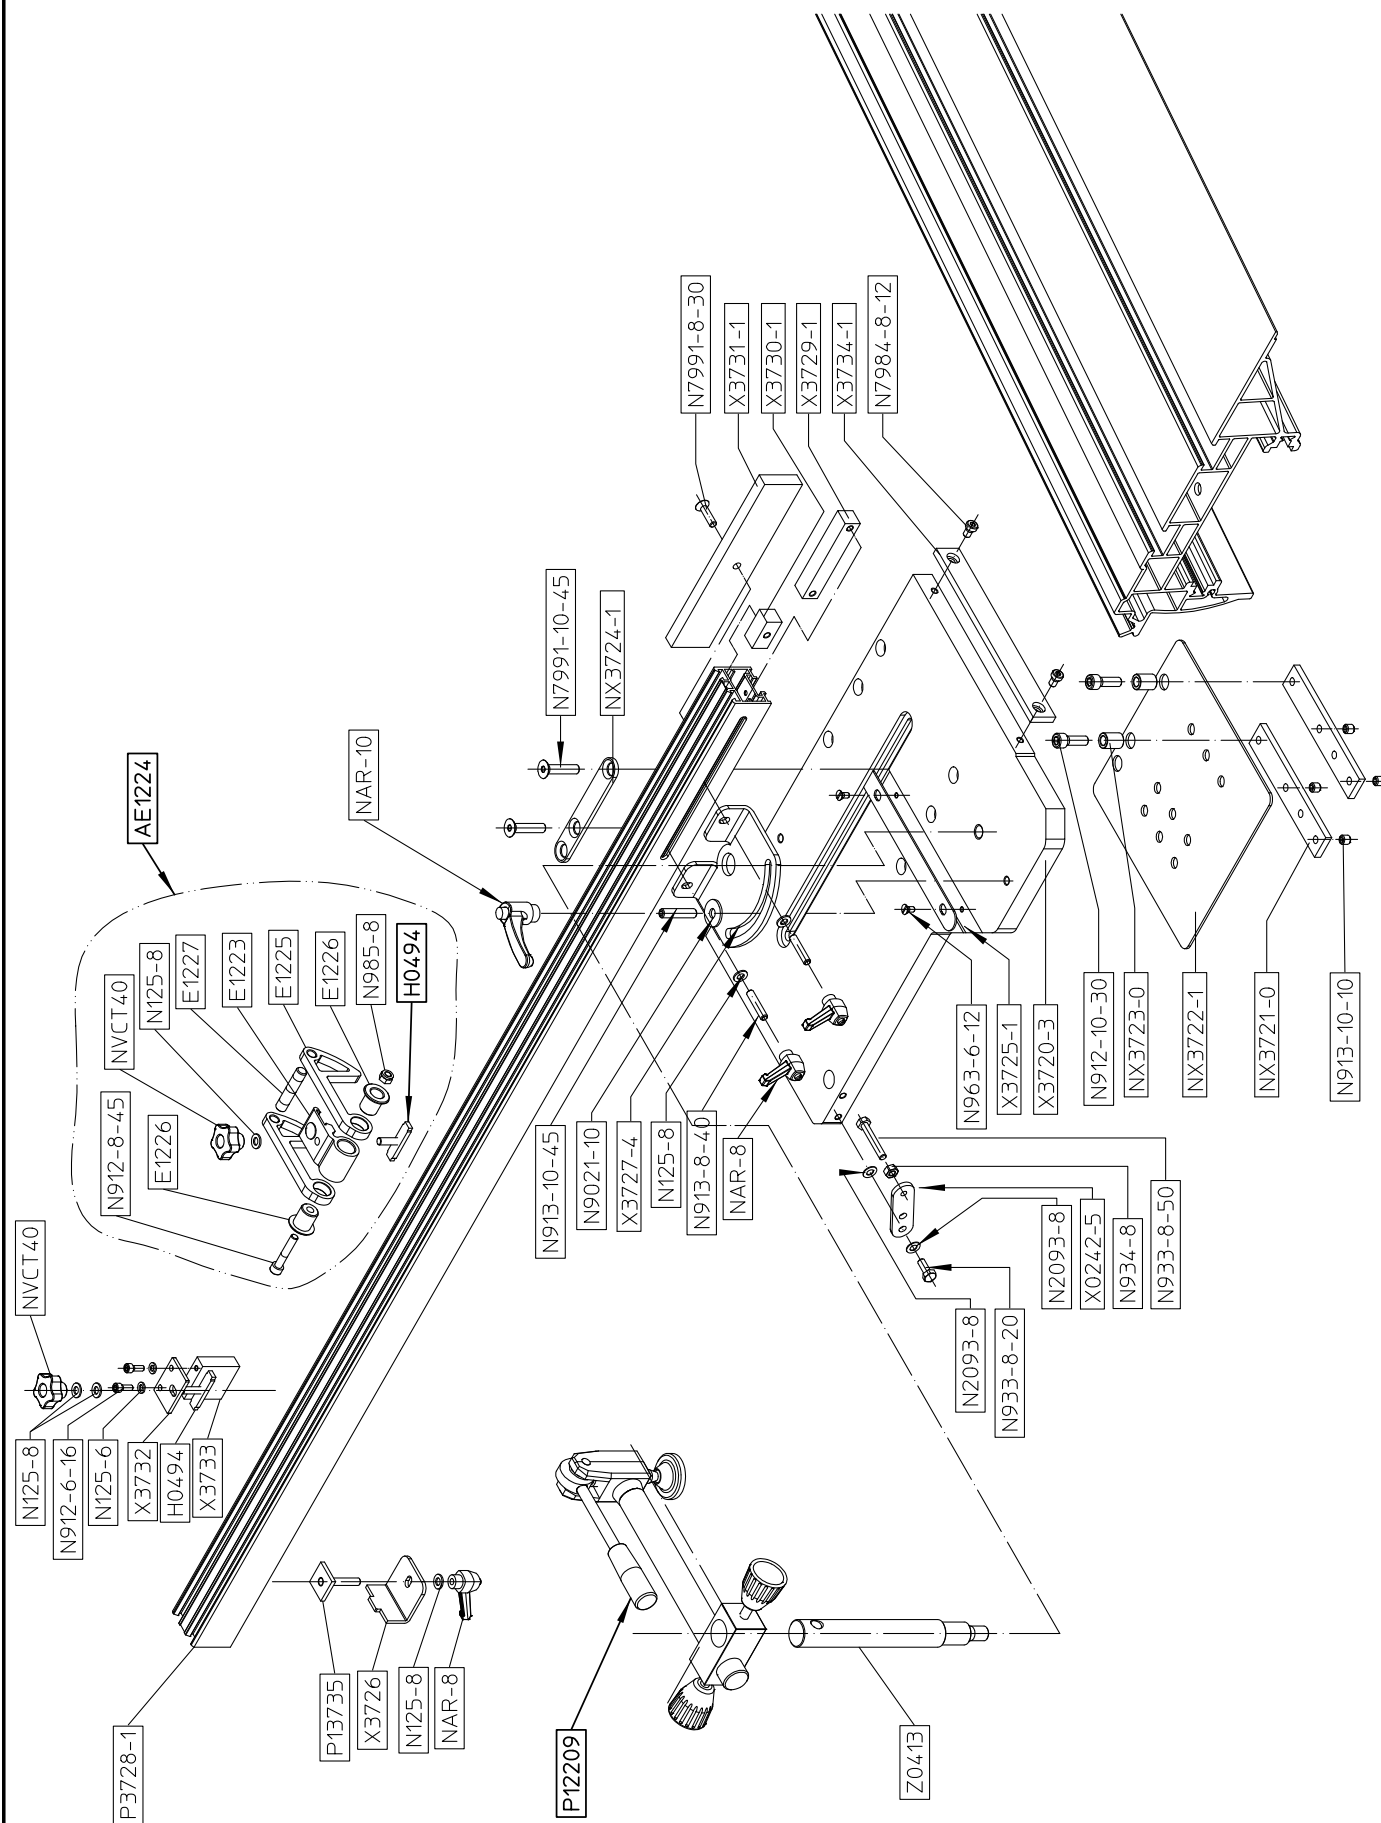 N7991-8-30
X3731-1
X3730-1
X3729-1
X3734-1
N7984-8-12
N7991-10-45
NX3724-1
NAR-10
AE1224
NVCT40
N125-8
E1227
E1223
E1225
E1226
N985-8
H0494
N912-8-45
E1226
NVCT40
N125-8
N912-6-16
N125-6
X3732
H0494
X3733
P3728-1
P13735
X3726
N125-8
NAR-8
N913-10-45
N9021-10
X3727-4
N125-8
N913-8-40
NAR-8
N963-6-12
X3725-1
X3720-3
N912-10-30
NX3723-0
NX3722-1
NX3721-0
N913-10-10
N2093-8
X0242-5
N934-8
N933-8-50
N2093-8
N933-8-20
P12209
Z0413